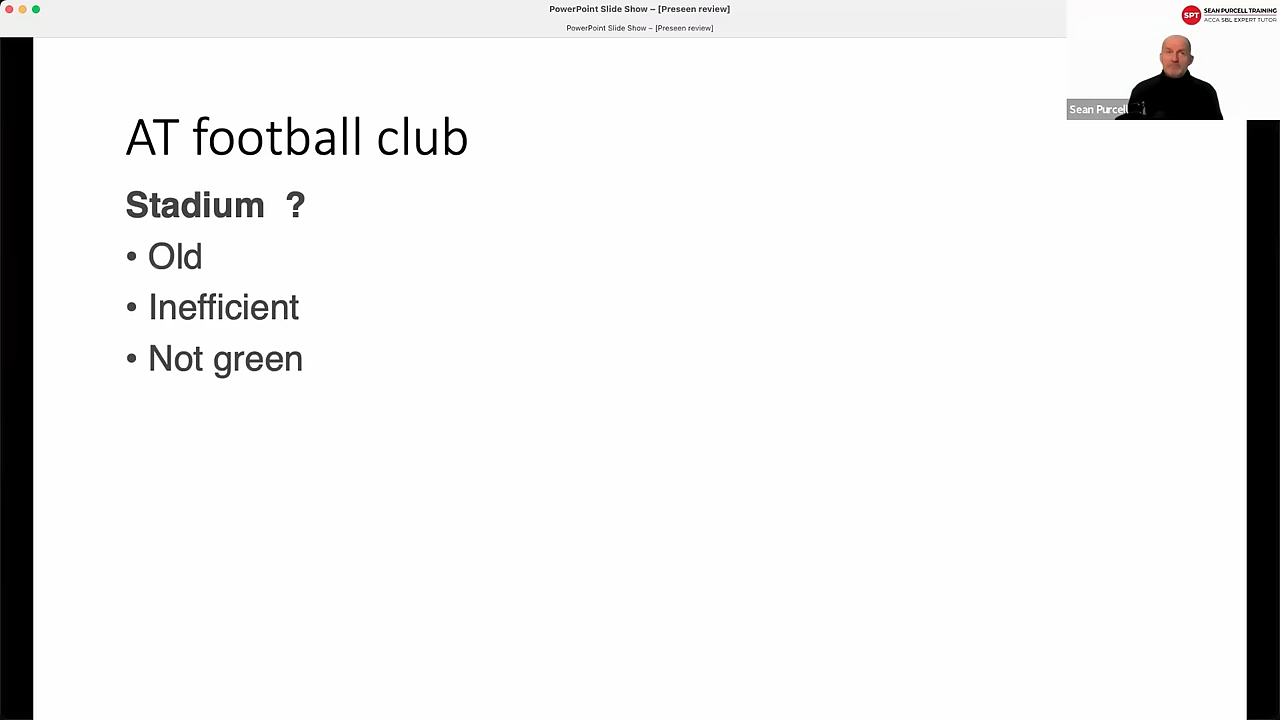 PowerPoint Slide Show – [Preseen review]
PowerPoint Slide Show – [Preseen review]
SPT
SEAN PURCELL TRAINING
ACCA SBL EXPERT TUTOR
Sean Purcell
AT football club
Stadium ?
• Old
• Inefficient
• Not green